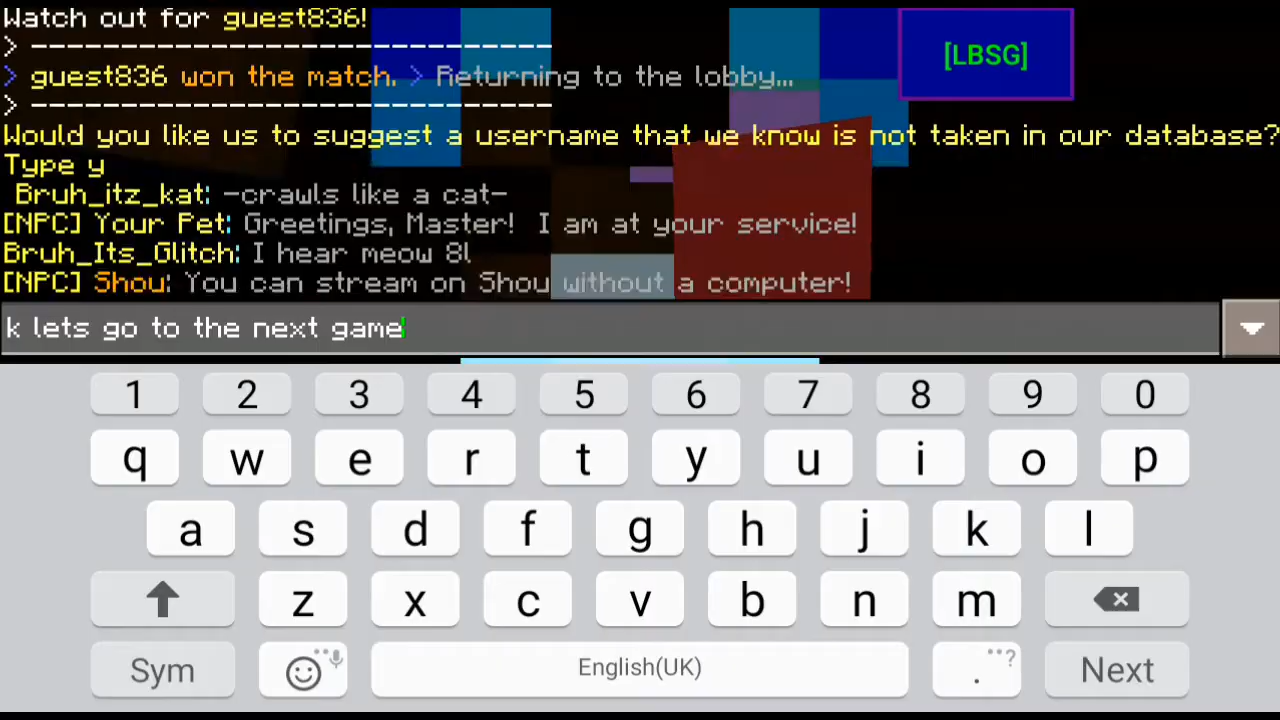 Watch out for guest836!
> ----------------------------
> guest836 won the match. > Returning to the lobby...
[LBSG]
> ----------------------------
Would you like us to suggest a username that we know is not taken in our database?
Type y
Bruh_itz_kat: -crawls like a cat-
[NPC] Your Pet: Greetings, Master! I am at your service!
Bruh_Its_Glitch: I hear meow 8l
[NPC] Shou: You can stream on Shou without a computer!
k lets go to the next game
1 2 3 4 5 6 7 8 9 0
q w e r t y u i o p
a s d f g h j k l
z x c v b n m
Sym English(UK) . ? Next